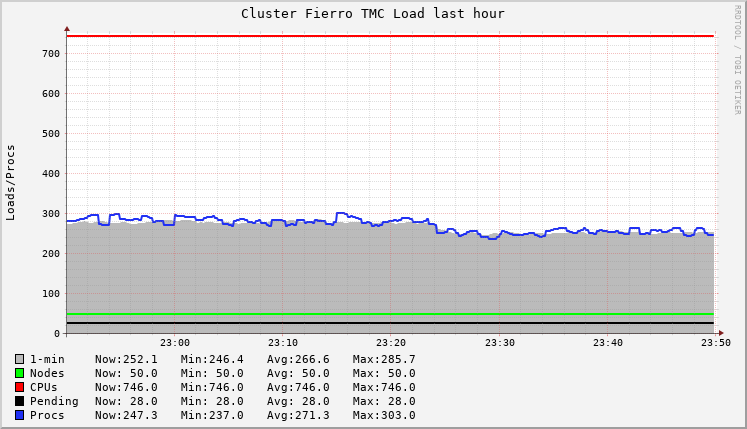 Cluster Fierro TMC Load last hour
RRDTOOL / TOBI OETIKER
Loads/Procs
700
600
500
400
300
200
100
0
23:00 23:10 23:20 23:30 23:40 23:50
1-min Now:252.1 Min:246.4 Avg:266.6 Max:285.7
Nodes Now: 50.0 Min: 50.0 Avg: 50.0 Max: 50.0
CPUs Now:746.0 Min:746.0 Avg:746.0 Max:746.0
Pending Now: 28.0 Min: 28.0 Avg: 28.0 Max: 28.0
Procs Now:247.3 Min:237.0 Avg:271.3 Max:303.0